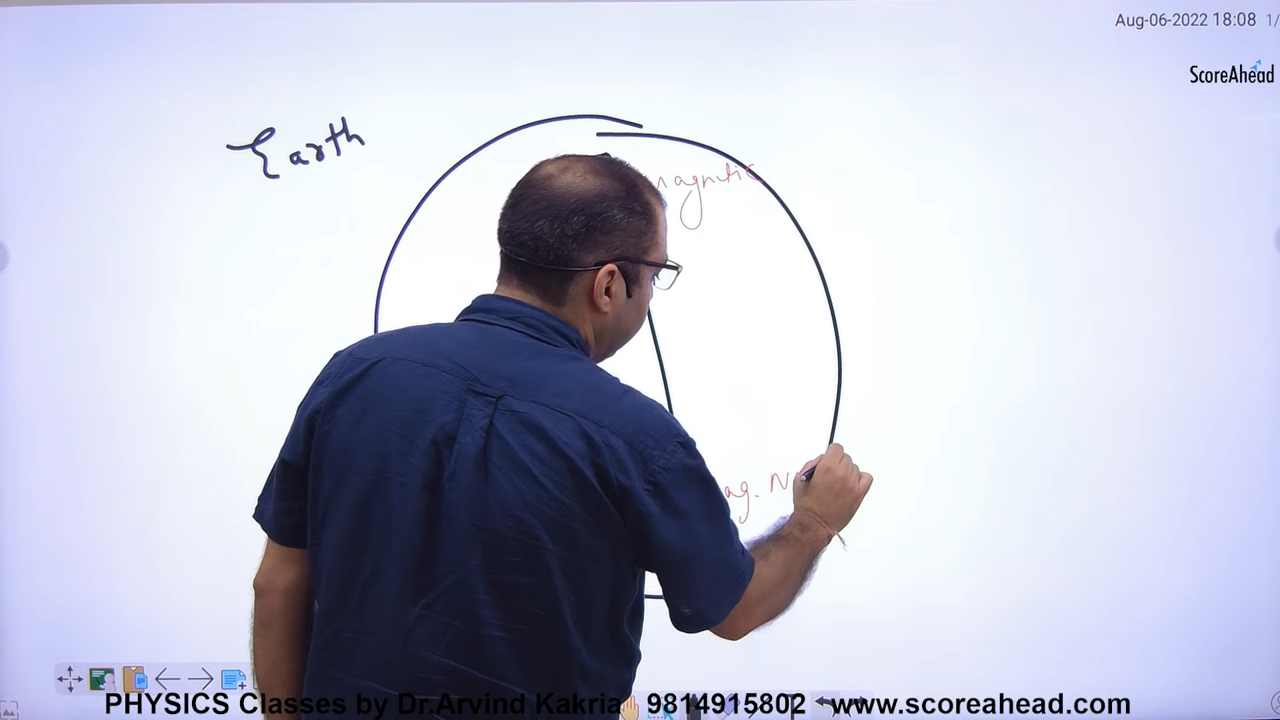 Aug-06-2022 18:08 1/
ScoreAhead
Earth
magnetic
ag. N
PHYSICS Classes by Dr.Arvind Kakria 9814915802 www.scoreahead.com